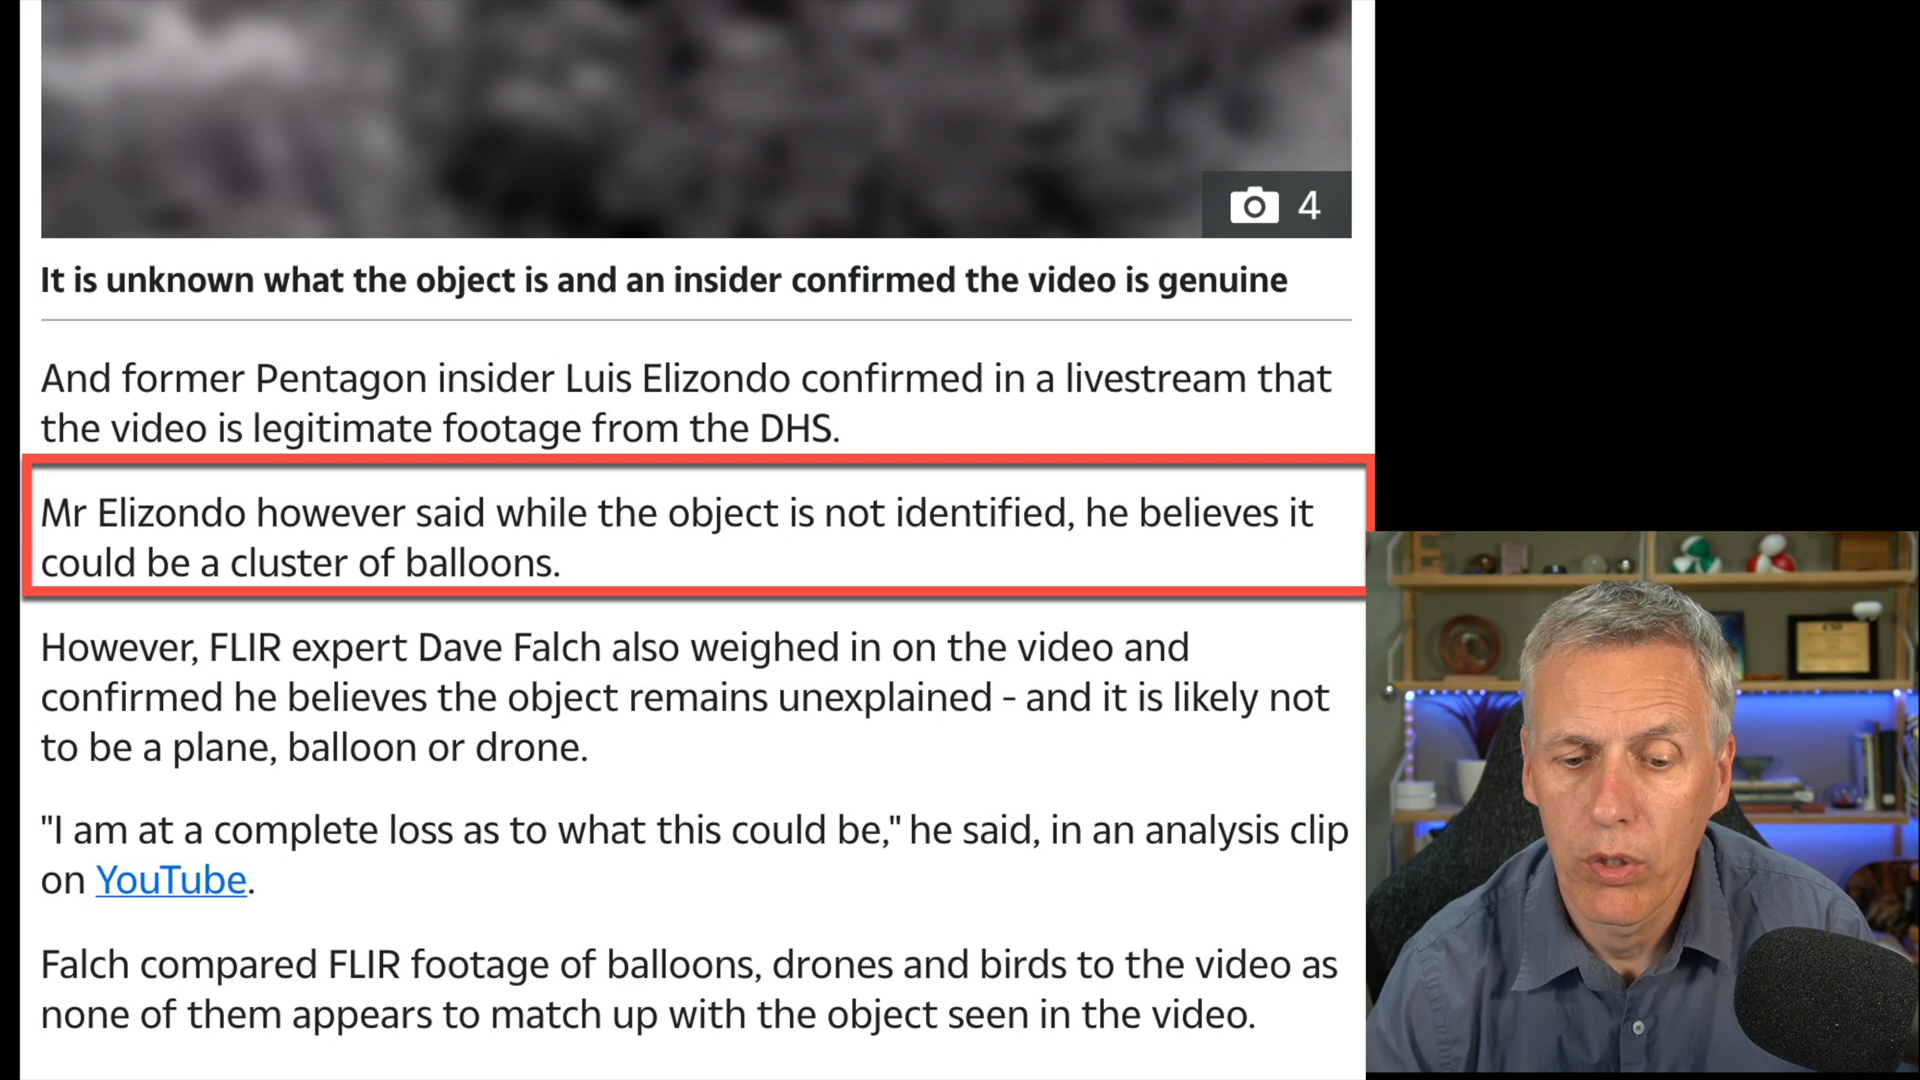 4
It is unknown what the object is and an insider confirmed the video is genuine
And former Pentagon insider Luis Elizondo confirmed in a livestream that
the video is legitimate footage from the DHS.
Mr Elizondo however said while the object is not identified, he believes it
could be a cluster of balloons.
However, FLIR expert Dave Falch also weighed in on the video and
confirmed he believes the object remains unexplained - and it is likely not
to be a plane, balloon or drone.
"I am at a complete loss as to what this could be," he said, in an analysis clip
on YouTube.
Falch compared FLIR footage of balloons, drones and birds to the video as
none of them appears to match up with the object seen in the video.